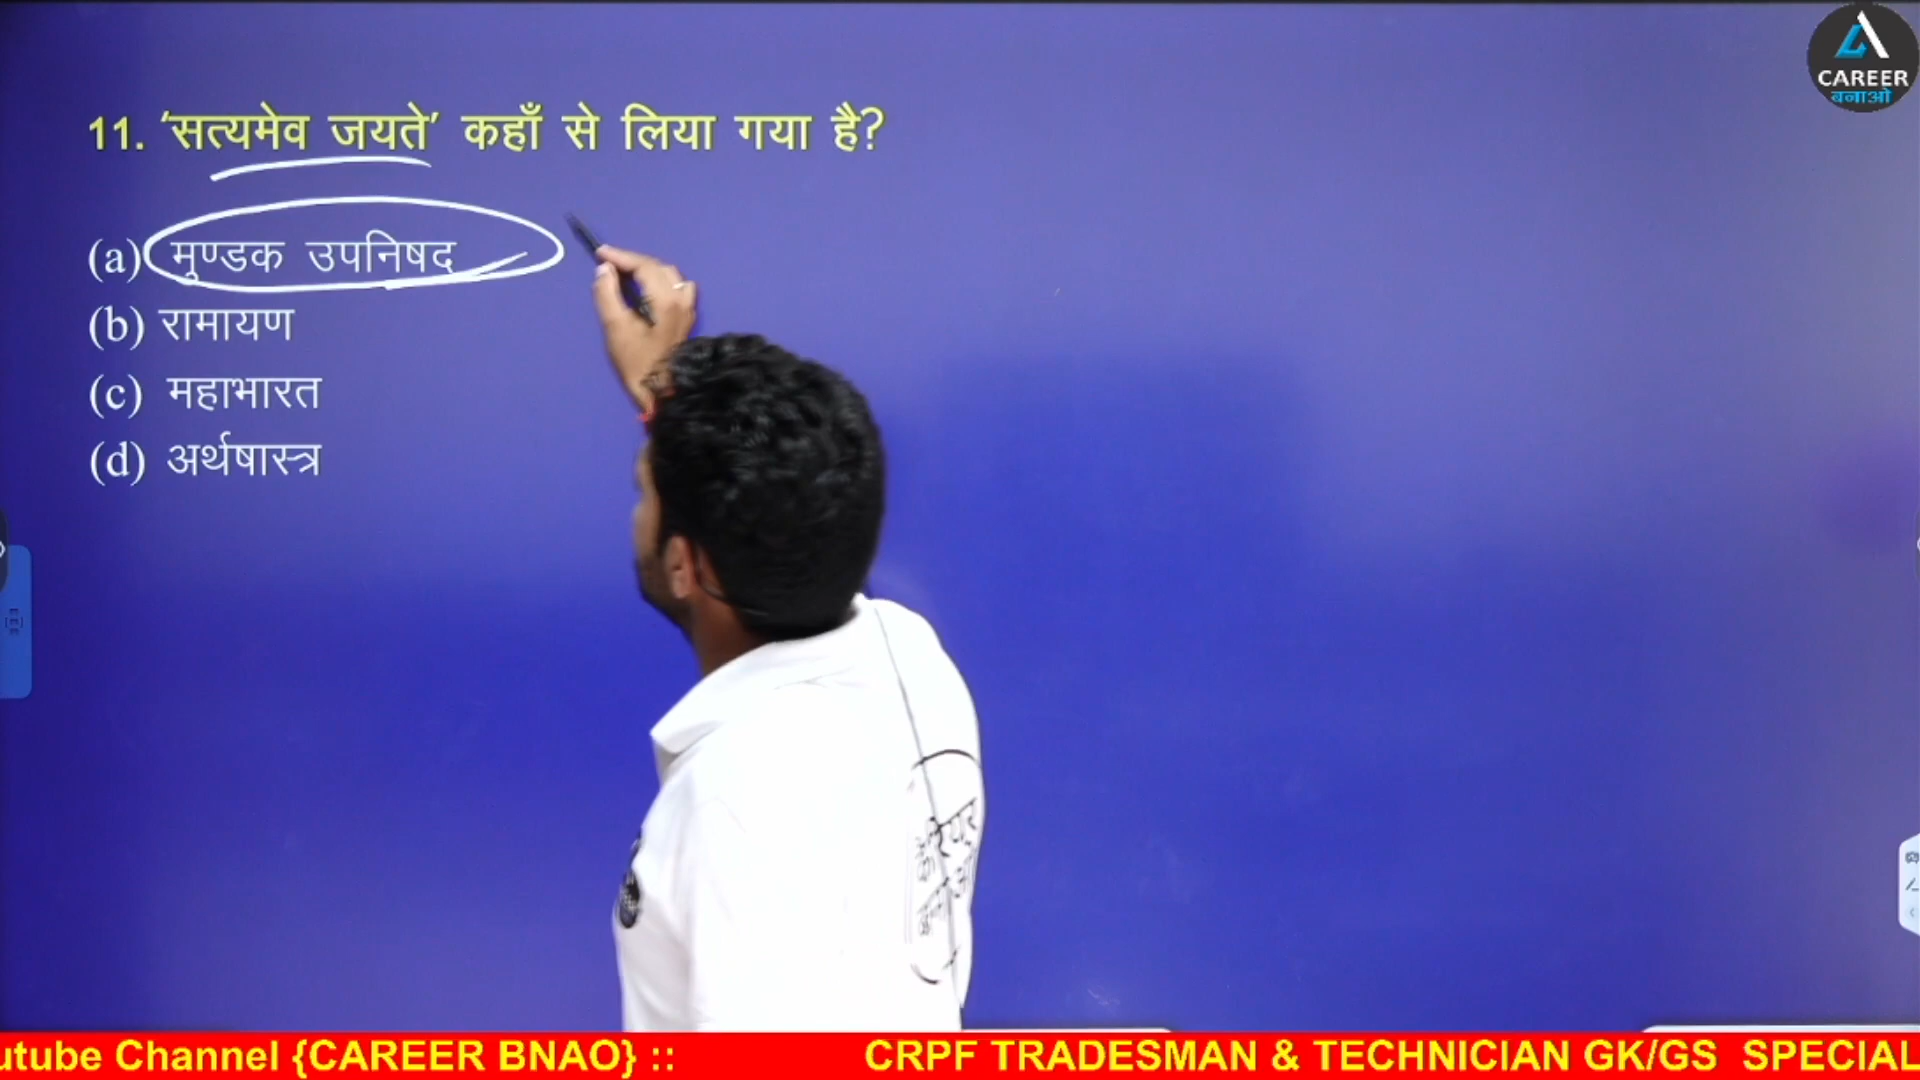 CAREER
बनाओ
11. ‘सत्यमेव जयते’ कहाँ से लिया गया है?
(a) मुण्डक उपनिषद
(b) रामायण
(c) महाभारत
(d) अर्थषास्त्र
utube Channel {CAREER BNAO} :: CRPF TRADESMAN & TECHNICIAN GK/GS SPECIAL